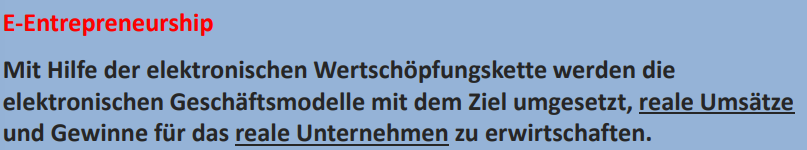 E-Entrepreneurship
Mit Hilfe der elektronischen Wertschöpfungskette werden die
elektronischen Geschäftsmodelle mit dem Ziel umgesetzt, reale Umsätze
und Gewinne für das reale Unternehmen zu erwirtschaften.